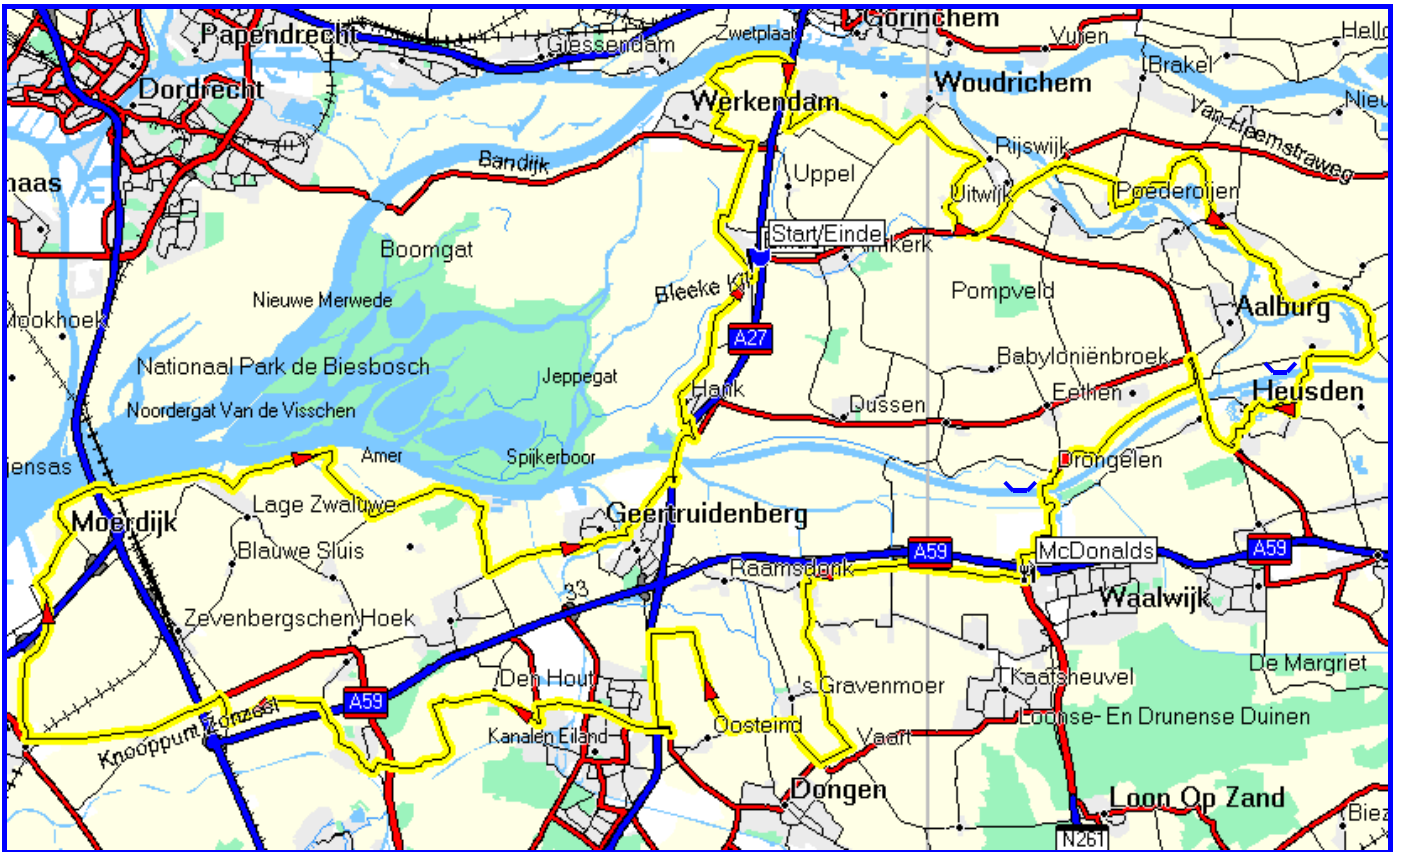 Gorinchem
Papendrecht
Giessendam
Zwetplaat
Vuren
Brakel
Dordrecht
Werkendam
Woudrichem
Van Heemstraweg
Bandijk
Rijswijk
Uppel
Uitwijk
Poederoijen
Start/Einde
Boomgat
Nieuwe Merwede
Pompveld
Aalburg
A27
Nationaal Park de Biesbosch
Babyloniënbroek
Jeppegat
Hank
Eethen
Heusden
Noordergat Van de Visschen
Dussen
Amer
Spijkerboor
Drongelen
Lage Zwaluwe
Moerdijk
Geertruidenberg
Blauwe Sluis
A59
McDonalds
A59
Raamsdonk
33
Waalwijk
Zevenbergschen Hoek
De Margriet
Den Hout
's Gravenmoer
Kaatsheuvel
A59
Knooppunt Zonzeel
Oosteind
Loonse- En Drunense Duinen
Kanalen Eiland
Vaart
Dongen
Loon Op Zand
N261